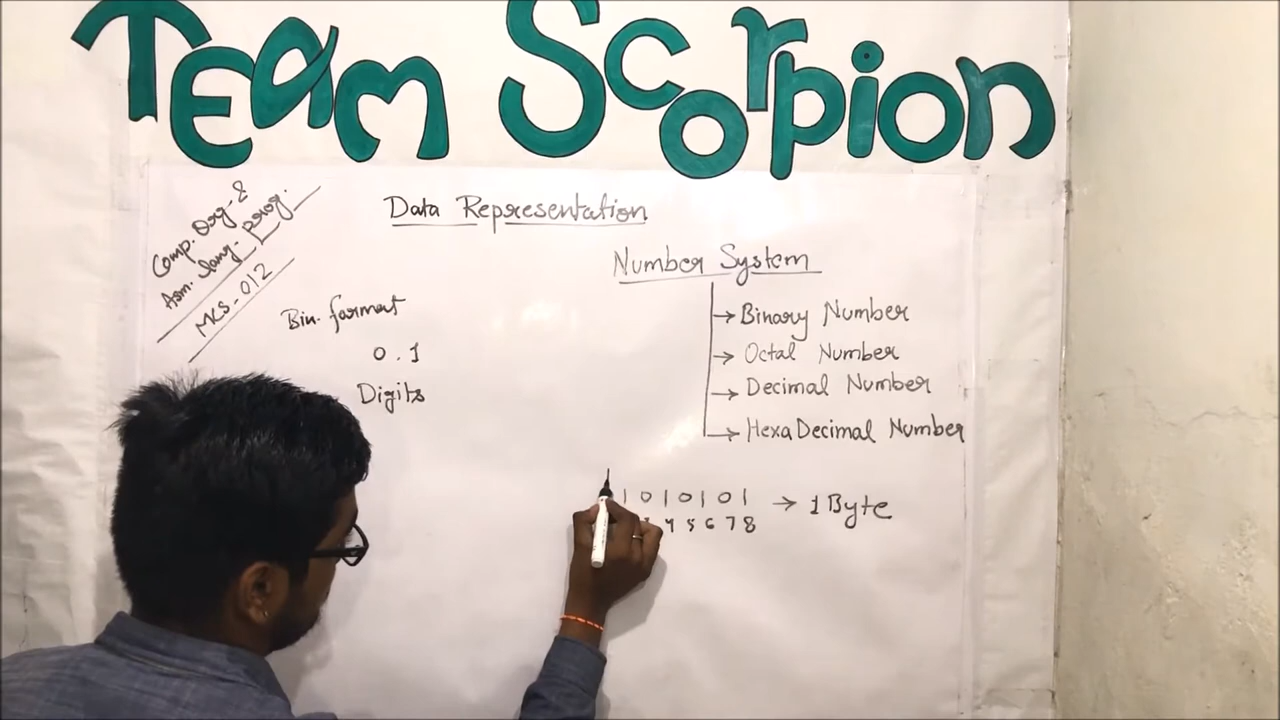 Team Scorpion
Comp. Org. &
Asm. lang. Prog.
MCS-012
Data Representation
Number System
Binary Number
Octal Number
Decimal Number
HexaDecimal Number
Bin. format
0.1
Digits
1 0 1 0 1 0 1 → 1 Byte
4 5 6 7 8